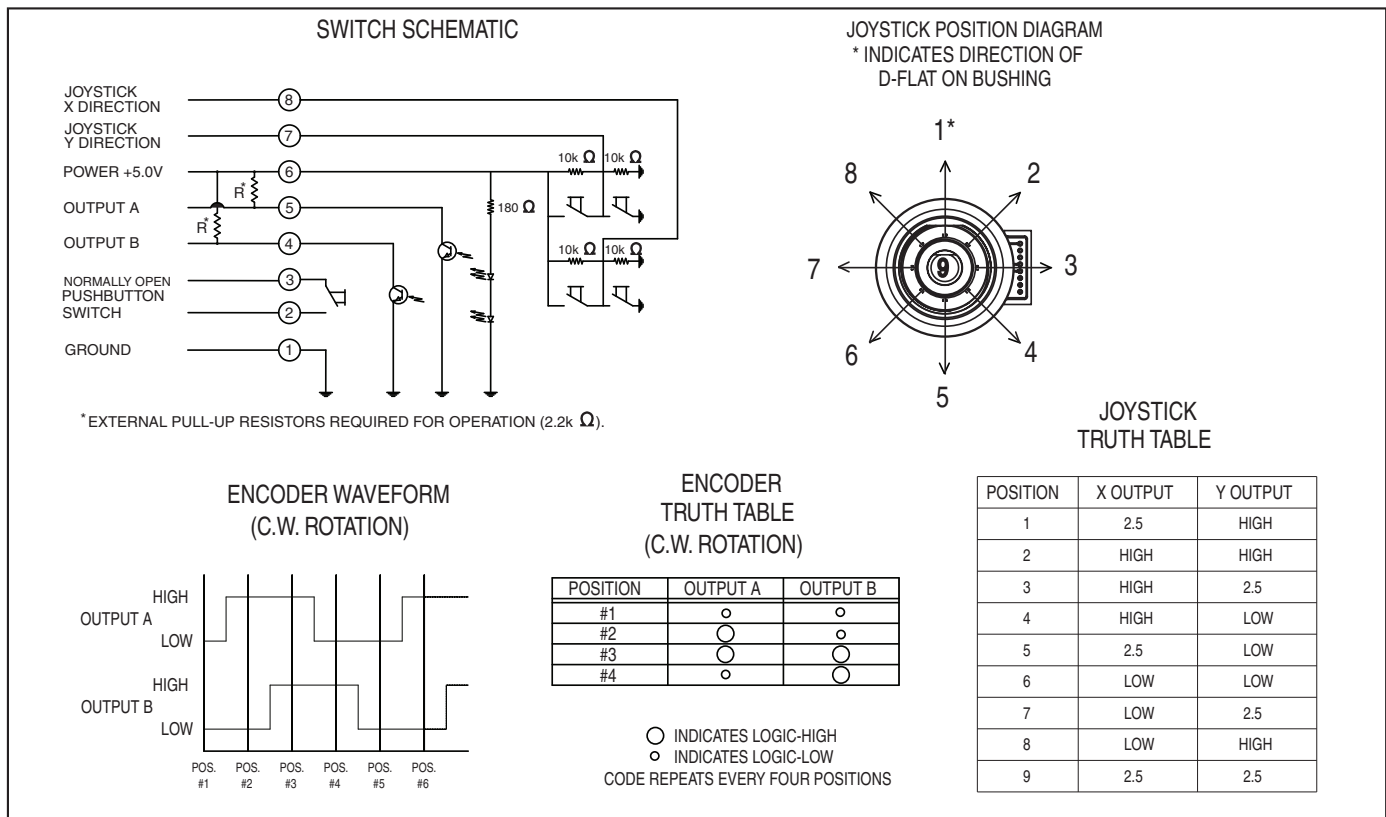 SWITCH SCHEMATIC
JOYSTICK
X DIRECTION
8
JOYSTICK
Y DIRECTION
7
POWER +5.0V
6
OUTPUT A
5
OUTPUT B
4
NORMALLY OPEN
PUSHBUTTON
SWITCH
3
2
GROUND
1
R*
R*
180 Ω
10k Ω 10k Ω
10k Ω 10k Ω
*EXTERNAL PULL-UP RESISTORS REQUIRED FOR OPERATION (2.2k Ω).
JOYSTICK POSITION DIAGRAM
* INDICATES DIRECTION OF
D-FLAT ON BUSHING
1*
8
2
7
9
3
6
4
5
ENCODER WAVEFORM
(C.W. ROTATION)
HIGH
OUTPUT A
LOW
HIGH
OUTPUT B
LOW
POS. POS. POS. POS. POS. POS.
#1 #2 #3 #4 #5 #6
ENCODER
TRUTH TABLE
(C.W. ROTATION)
POSITION OUTPUT A OUTPUT B
#1
#2
#3
#4
INDICATES LOGIC-HIGH
INDICATES LOGIC-LOW
CODE REPEATS EVERY FOUR POSITIONS
JOYSTICK
TRUTH TABLE
POSITION X OUTPUT Y OUTPUT
1 2.5 HIGH
2 HIGH HIGH
3 HIGH 2.5
4 HIGH LOW
5 2.5 LOW
6 LOW LOW
7 LOW 2.5
8 LOW HIGH
9 2.5 2.5